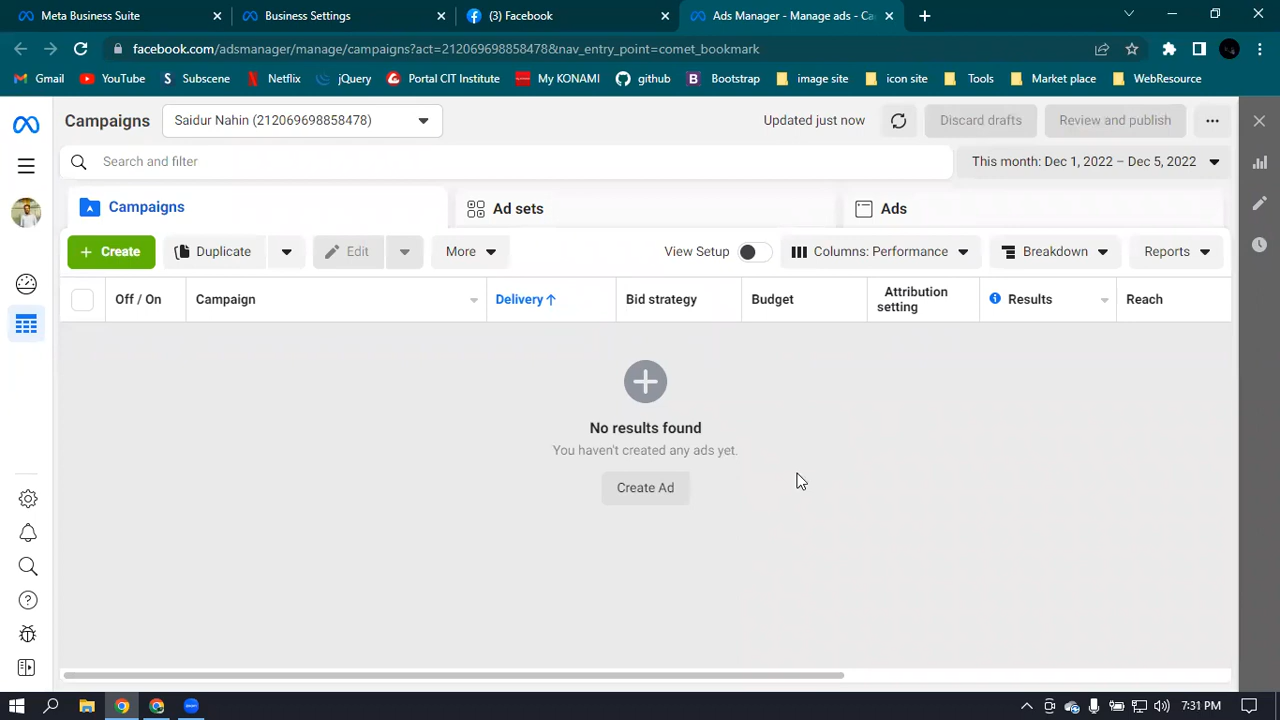 Meta Business Suite
Business Settings
(3) Facebook
Ads Manager - Manage ads - Ca
facebook.com/adsmanager/manage/campaigns?act=212069698858478&nav_entry_point=comet_bookmark
Gmail
YouTube
Subscene
Netflix
jQuery
Portal CIT Institute
My KONAMI
github
Bootstrap
image site
icon site
Tools
Market place
WebResource
Campaigns
Saidur Nahin (212069698858478)
Updated just now
Discard drafts
Review and publish
Search and filter
This month: Dec 1, 2022 – Dec 5, 2022
Campaigns
Ad sets
Ads
Create
Duplicate
Edit
More
View Setup
Columns: Performance
Breakdown
Reports
Off / On
Campaign
Delivery
Bid strategy
Budget
Attribution
setting
Results
Reach
No results found
You haven't created any ads yet.
Create Ad
7:31 PM